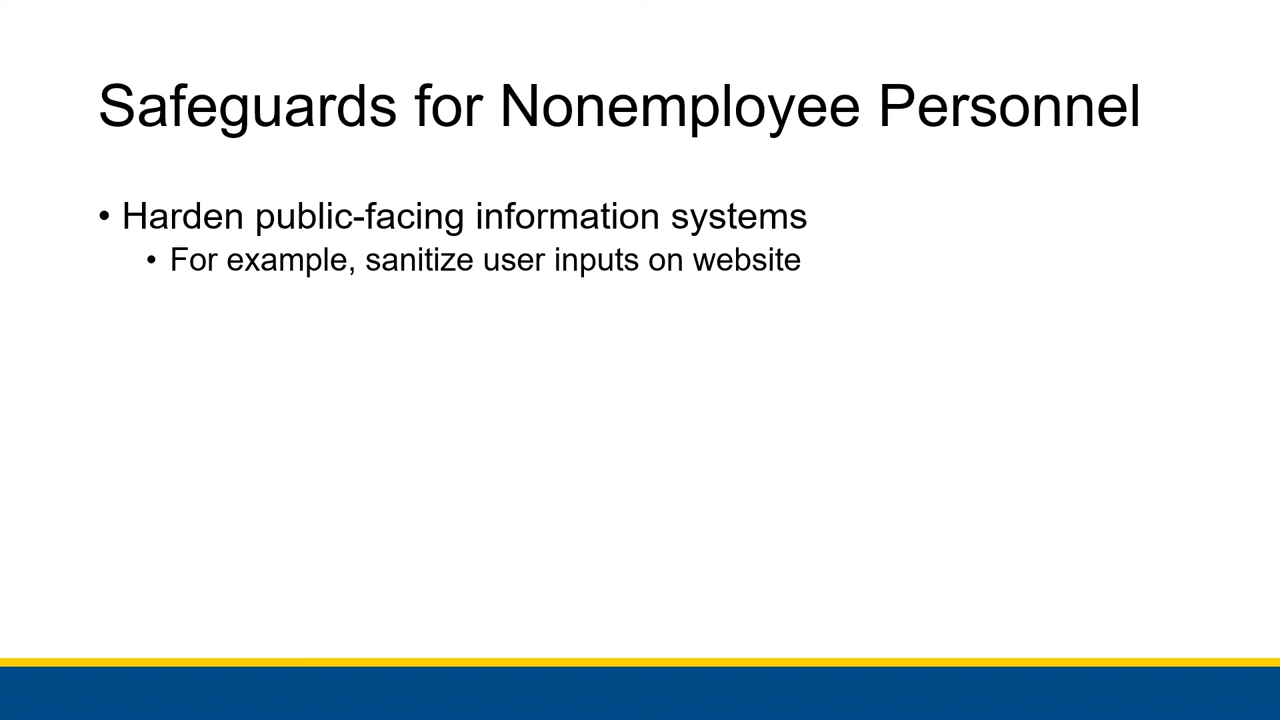 Safeguards for Nonemployee Personnel
• Harden public-facing information systems
• For example, sanitize user inputs on website